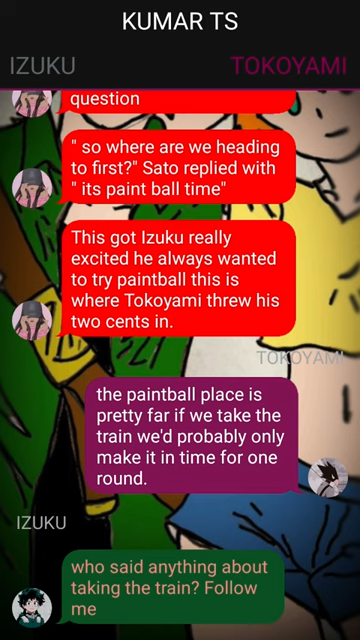 KUMAR TS
IZUKU TOKOYAMI
question
" so where are we heading
to first?" Sato replied with
" its paint ball time"
This got Izuku really
excited he always wanted
to try paintball this is
where Tokoyami threw his
two cents in.
TOKOYAMI
the paintball place is
pretty far if we take the
train we'd probably only
make it in time for one
round.
IZUKU
who said anything about
taking the train? Follow
me